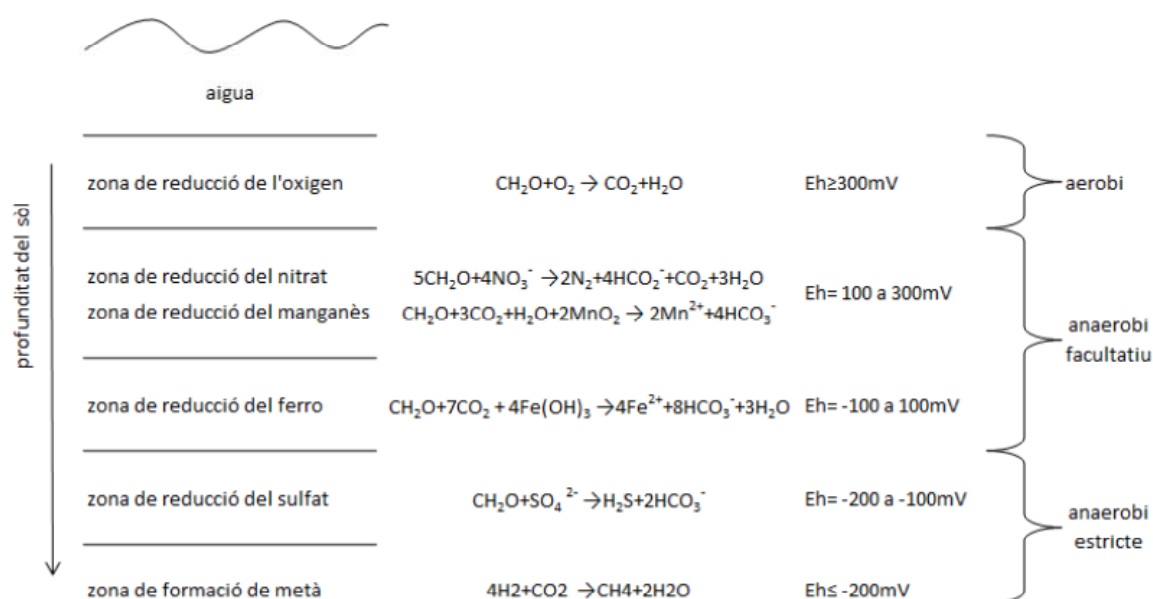 aigua
profunditat del sòl
zona de reducció de l'oxigen CH₂O+O₂ → CO₂+H₂O Eh≥300mV aerobi
zona de reducció del nitrat 5CH₂O+4NO₃⁻ →2N₂+4HCO₂⁻+CO₂+3H₂O
Eh= 100 a 300mV
zona de reducció del manganès CH₂O+3CO₂+H₂O+2MnO₂ → 2Mn²⁺+4HCO₃⁻
anaerobi
facultatiu
zona de reducció del ferro CH₂O+7CO₂ + 4Fe(OH)₃ →4Fe²⁺+8HCO₃⁻+3H₂O Eh= -100 a 100mV
zona de reducció del sulfat CH₂O+SO₄ ²⁻→H₂S+2HCO₃⁻ Eh= -200 a -100mV
anaerobi
estricte
zona de formació de metà 4H2+CO2 →CH4+2H2O Eh≤ -200mV